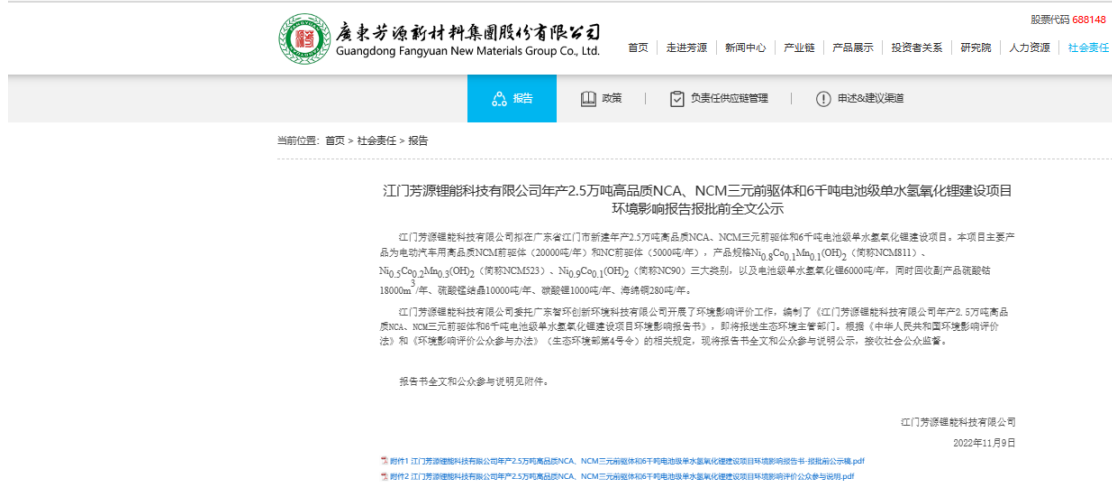 股票代码 688148
廣東芳源新材料集團股份有限公司
Guangdong Fangyuan New Materials Group Co., Ltd.
首页 走进芳源 新闻中心 产业链 产品展示 投资者关系 研究院 人力资源 社会责任
报告 政策 负责任供应链管理 申述&建议渠道
当前位置：首页 > 社会责任 > 报告
江门芳源锂能科技有限公司年产2.5万吨高品质NCA、NCM三元前驱体和6千吨电池级单水氢氧化锂建设项目
环境影响报告报批前全文公示
江门芳源锂能科技有限公司拟在广东省江门市新建年产2.5万吨高品质NCA、NCM三元前驱体和6千吨电池级单水氢氧化锂建设项目。本项目主要产
品为电动汽车用高品质NCM前驱体（20000吨/年）和NC前驱体（5000吨/年），产品规格Ni0.8Co0.1Mn0.1(OH)2（简称NCM811）、
Ni0.5Co0.2Mn0.3(OH)2（简称NCM523）、Ni0.9Co0.1(OH)2（简称NC90）三大类别，以及电池级单水氢氧化锂6000吨/年，同时回收副产品硫酸钴
18000m3/年、硫酸锰结晶10000吨/年、碳酸锂1000吨/年、海绵铜280吨/年。
江门芳源锂能科技有限公司委托广东智环创新环境科技有限公司开展了环境影响评价工作，编制了《江门芳源锂能科技有限公司年产2.5万吨高品
质NCA、NCM三元前驱体和6千吨电池级单水氢氧化锂建设项目环境影响报告书》，即将报送生态环境主管部门。根据《中华人民共和国环境影响评价
法》和《环境影响评价公众参与办法》（生态环境部第4号令）的相关规定，现将报告书全文和公众参与说明公示，接收社会公众监督。
报告书全文和公众参与说明见附件。
江门芳源锂能科技有限公司
2022年11月9日
附件1 江门芳源锂能科技有限公司年产2.5万吨高品质NCA、NCM三元前驱体和6千吨电池级单水氢氧化锂建设项目环境影响报告书-报批前公示稿.pdf
附件2 江门芳源锂能科技有限公司年产2.5万吨高品质NCA、NCM三元前驱体和6千吨电池级单水氢氧化锂建设项目环境影响评价公众参与说明.pdf